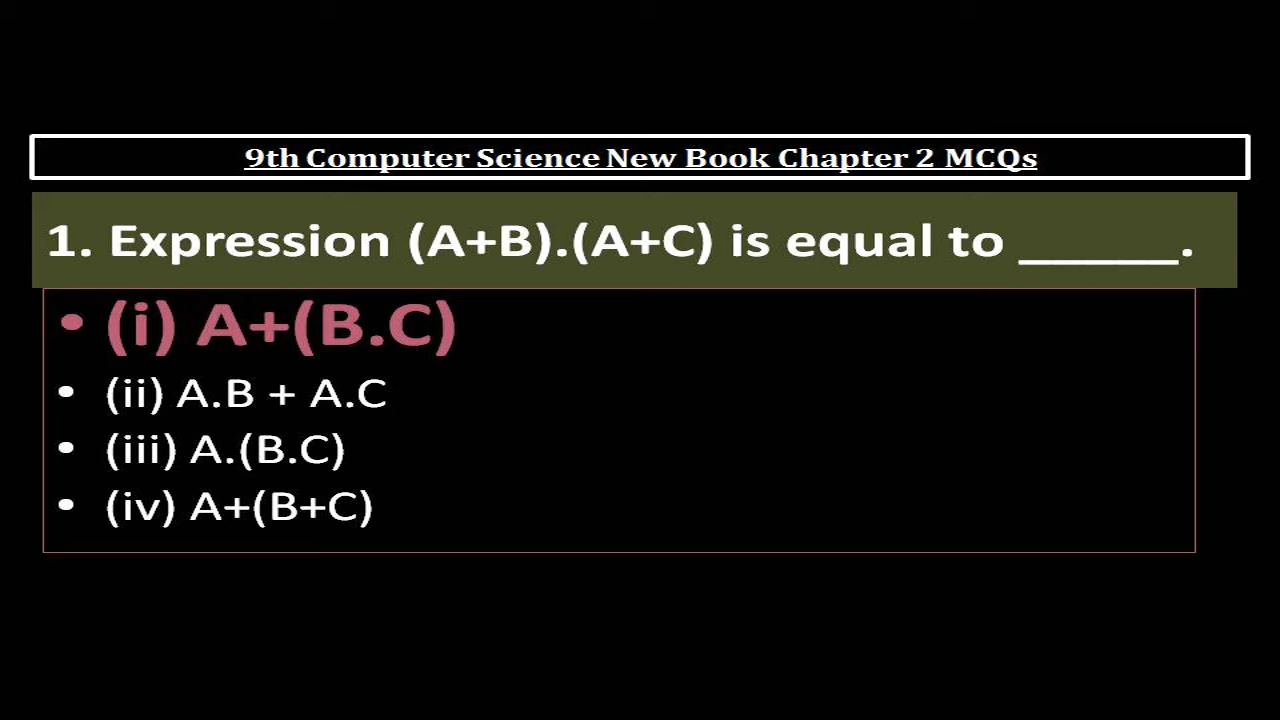 9th Computer Science New Book Chapter 2 MCQs
1. Expression (A+B).(A+C) is equal to ______.
• (i) A+(B.C)
• (ii) A.B + A.C
• (iii) A.(B.C)
• (iv) A+(B+C)